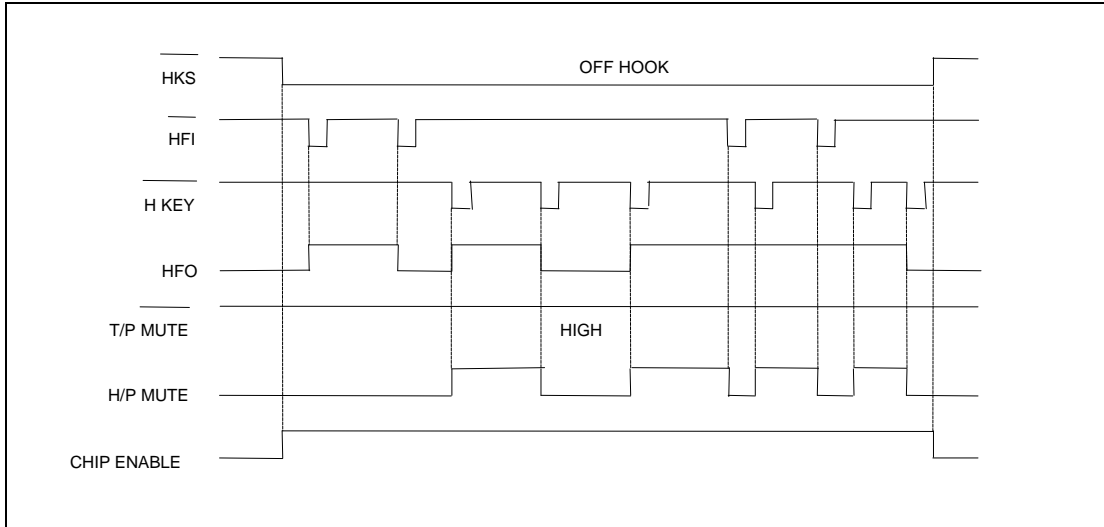 HKS
OFF HOOK
HFI
H KEY
HFO
T/P MUTE
HIGH
H/P MUTE
CHIP ENABLE